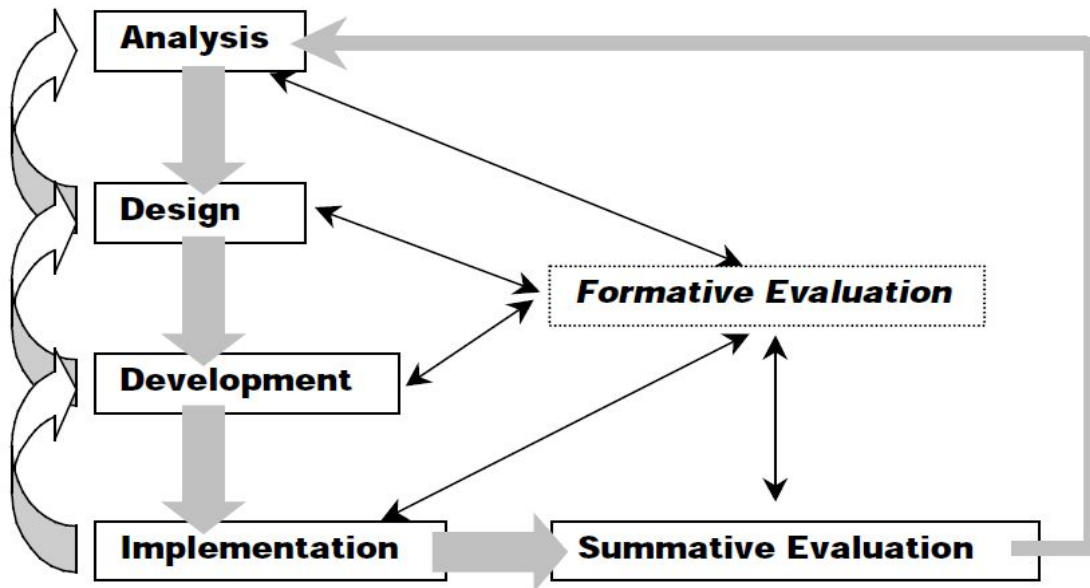 Analysis
Design
Formative Evaluation
Development
Implementation
Summative Evaluation